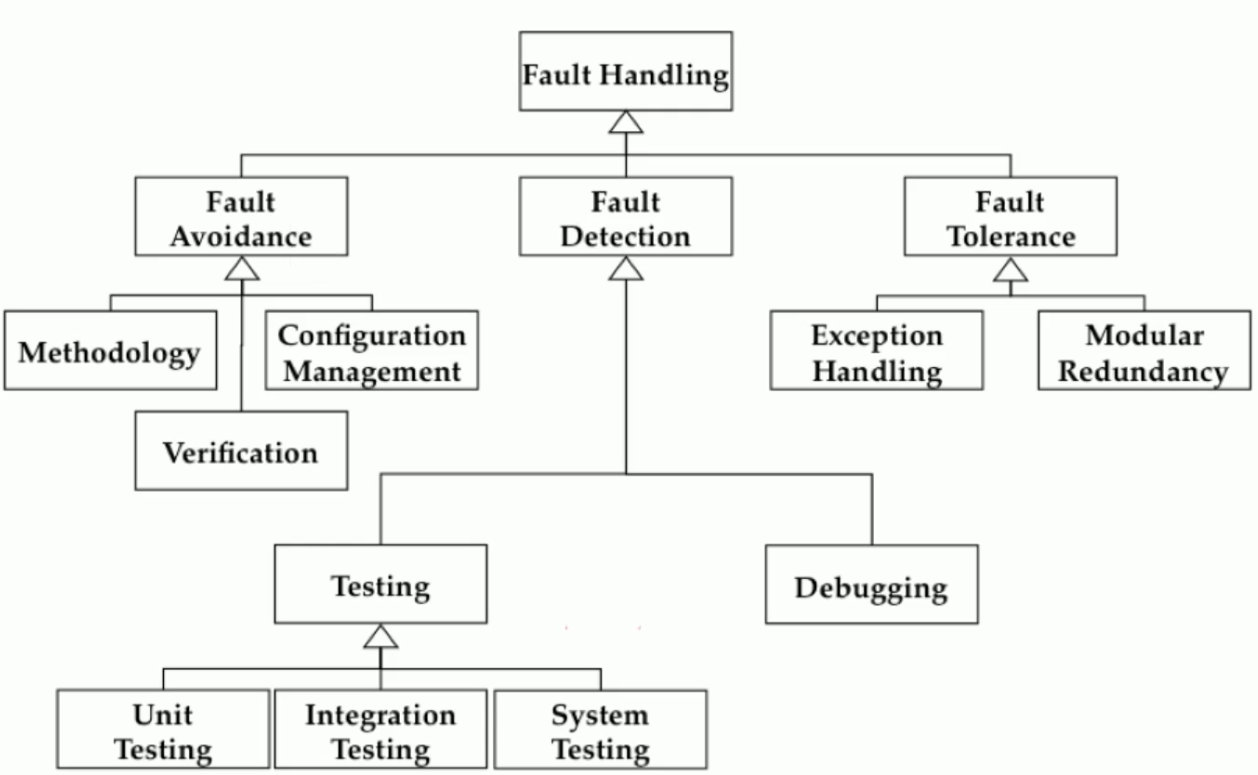 Fault Handling
Fault
Avoidance
Fault
Detection
Fault
Tolerance
Methodology
Configuration
Management
Exception
Handling
Modular
Redundancy
Verification
Testing
Debugging
Unit
Testing
Integration
Testing
System
Testing